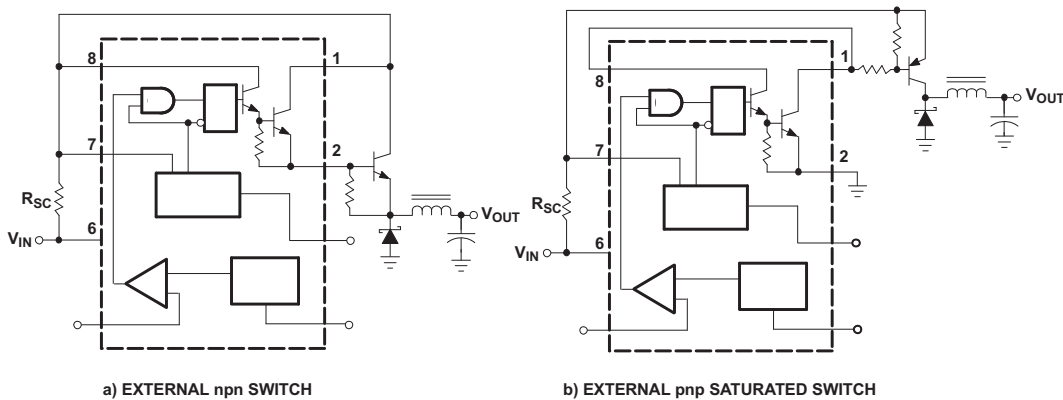 8
1
7
2
RSC
6
VIN
VOUT
a) EXTERNAL npn SWITCH
8
1
7
2
RSC
6
VIN
VOUT
b) EXTERNAL pnp SATURATED SWITCH